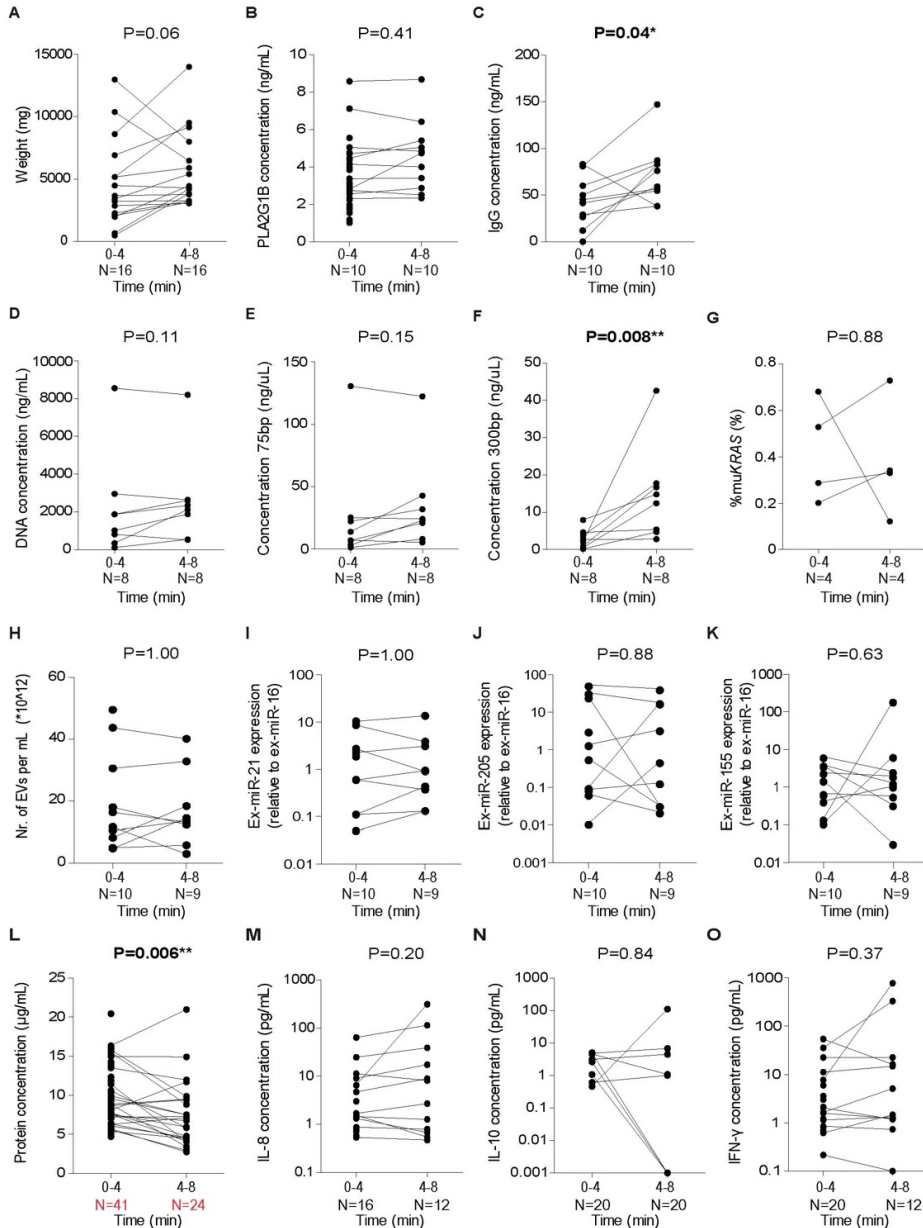 A
P=0.06
Weight (mg)
15000
10000
5000
0
0-4
4-8
N=16
N=16
Time (min)
B
P=0.41
PLA2G1B concentration (ng/mL)
10
8
6
4
2
0
0-4
4-8
N=10
N=10
Time (min)
C
P=0.04*
IgG concentration (ng/mL)
200
150
100
50
0
0-4
4-8
N=10
N=10
Time (min)
D
P=0.11
DNA concentration (ng/mL)
10000
8000
6000
4000
2000
0
0-4
4-8
N=8
N=8
Time (min)
E
P=0.15
Concentration 75bp (ng/uL)
150
100
50
0
0-4
4-8
N=8
N=8
Time (min)
F
P=0.008**
Concentration 300bp (ng/uL)
50
40
30
20
10
0
0-4
4-8
N=8
N=8
Time (min)
G
P=0.88
%muKRAS (%)
0.8
0.6
0.4
0.2
0
0-4
4-8
N=4
N=4
Time (min)
H
P=1.00
Nr. of EVs per mL (*10^12)
60
40
20
0
0-4
4-8
N=10
N=9
Time (min)
I
P=1.00
Ex-miR-21 expression
(relative to ex-miR-16)
100
10
1
0.1
0.01
0-4
4-8
N=10
N=9
Time (min)
J
P=0.88
Ex-miR-205 expression
(relative to ex-miR-16)
100
10
1
0.1
0.01
0.001
0-4
4-8
N=10
N=9
Time (min)
K
P=0.63
Ex-miR-155 expression
(relative to ex-miR-16)
1000
100
10
1
0.1
0.01
0-4
4-8
N=10
N=9
Time (min)
L
P=0.006**
Protein concentration (µg/mL)
25
20
15
10
5
0
0-4
4-8
N=41
N=24
Time (min)
M
P=0.20
IL-8 concentration (pg/mL)
1000
100
10
1
0.1
0-4
4-8
N=16
N=12
Time (min)
N
P=0.84
IL-10 concentration (pg/mL)
1000
100
10
1
0.1
0.01
0.001
0-4
4-8
N=20
N=20
Time (min)
O
P=0.37
IFN-γ concentration (pg/mL)
1000
100
10
1
0.1
0-4
4-8
N=20
N=12
Time (min)